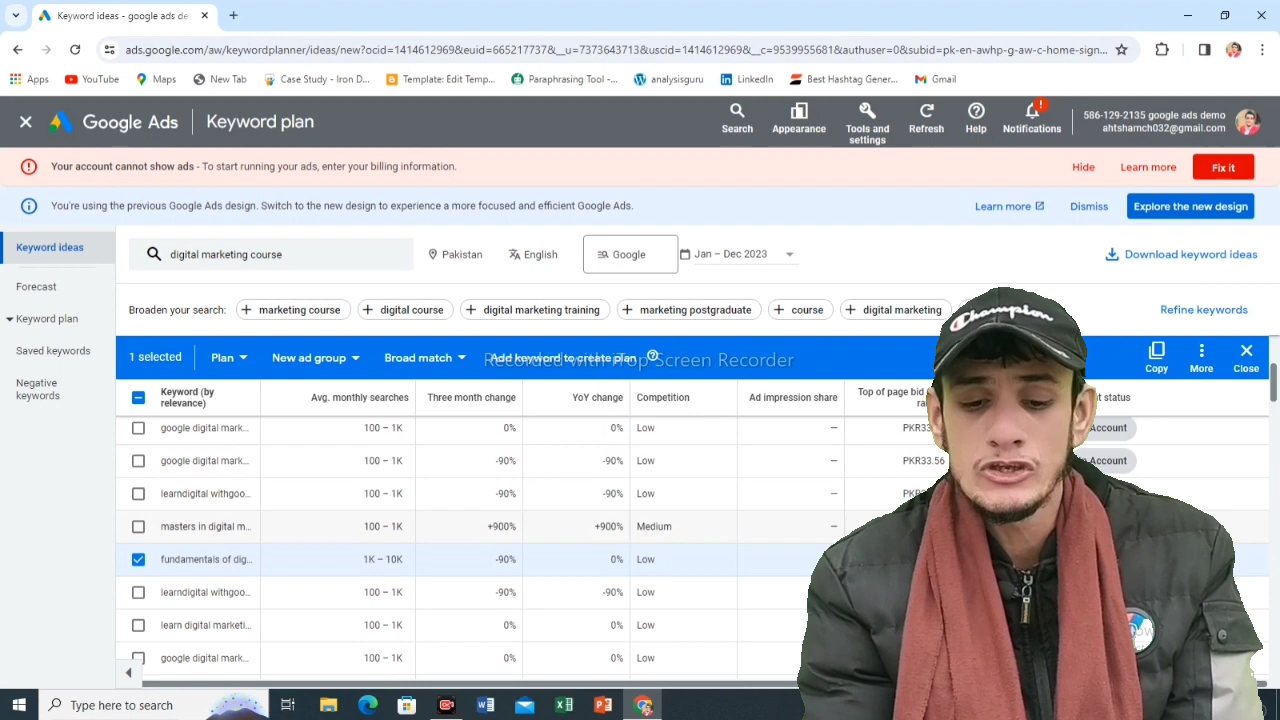 Keyword ideas - google ads de
ads.google.com/aw/keywordplanner/ideas/new?ocid=1414612969&euid=665217737&__u=7373643713&uscid=1414612969&__c=9539955681&authuser=0&subid=pk-en-awhp-g-aw-c-home-sign...
Apps YouTube Maps New Tab Case Study - Iron D... Template: Edit Temp... Paraphrasing Tool -... analysisguru LinkedIn Best Hashtag Gener... Gmail
Google Ads Keyword plan
Search Appearance Tools and settings Refresh Help Notifications
586-129-2135 google ads demo
ahtshamch032@gmail.com
Your account cannot show ads - To start running your ads, enter your billing information. Hide Learn more Fix it
You're using the previous Google Ads design. Switch to the new design to experience a more focused and efficient Google Ads. Learn more Dismiss Explore the new design
Keyword ideas
Forecast
Keyword plan
Saved keywords
Negative keywords
digital marketing course Pakistan English Google Jan – Dec 2023 Download keyword ideas
Broaden your search: marketing course digital course digital marketing training marketing postgraduate course digital marketing Refine keywords
1 selected Plan New ad group Broad match Add keyword to create plan Copy More Close
Recorded with iTop Screen Recorder
Keyword (by relevance) Avg. monthly searches Three month change YoY change Competition Ad impression share Top of page bid status
google digital mark... 100 – 1K 0% 0% Low – PKR33. Account
google digital mark... 100 – 1K -90% -90% Low – PKR33.56 Account
learndigital withgoo... 100 – 1K -90% -90% Low –
masters in digital m... 100 – 1K +900% +900% Medium –
fundamentals of dig... 1K – 10K -90% 0% Low
learndigital withgoo... 100 – 1K -90% -90% Low
learn digital marketi... 100 – 1K 0% 0% Low
google digital mark... 100 – 1K 0% 0% Low
Type here to search
Champion